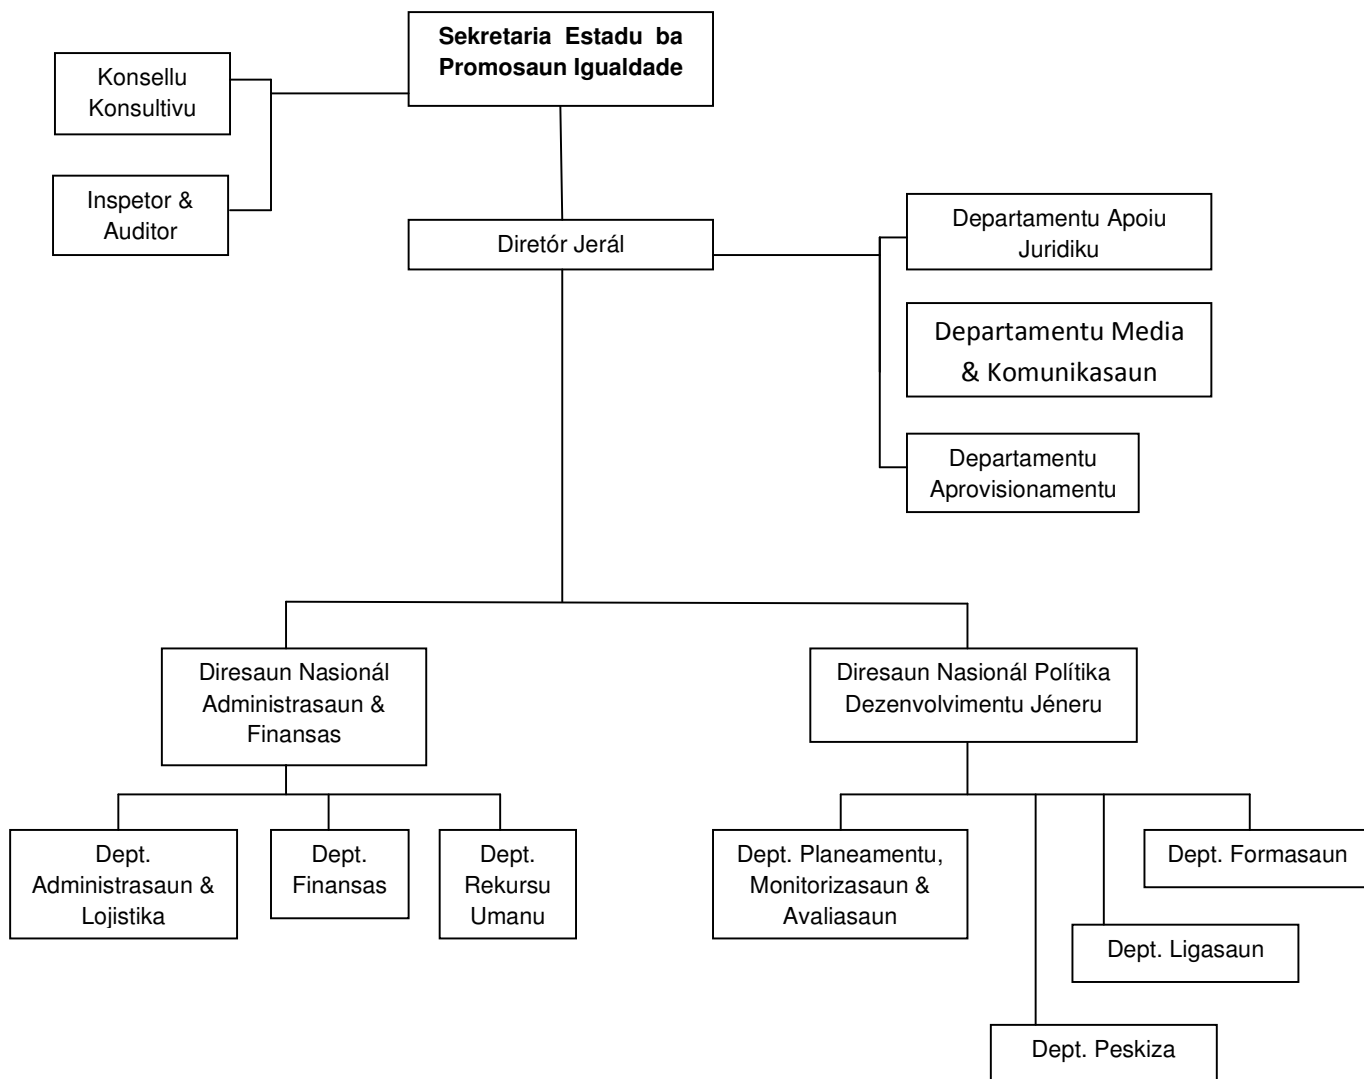 Sekretaria Estadu ba
Promosaun Igualdade
Konsellu
Konsultivu
Inspetor &
Auditor
Diretór Jerál
Departamentu Apoiu
Juridiku
Departamentu Media
& Komunikasaun
Departamentu
Aprovisionamentu
Diresaun Nasionál
Administrasaun &
Finansas
Diresaun Nasionál Polítika
Dezenvolvimentu Jéneru
Dept.
Administrasaun &
Lojistika
Dept.
Finansas
Dept.
Rekursu
Umanu
Dept. Planeamentu,
Monitorizasaun &
Avaliasaun
Dept. Formasaun
Dept. Ligasaun
Dept. Peskiza